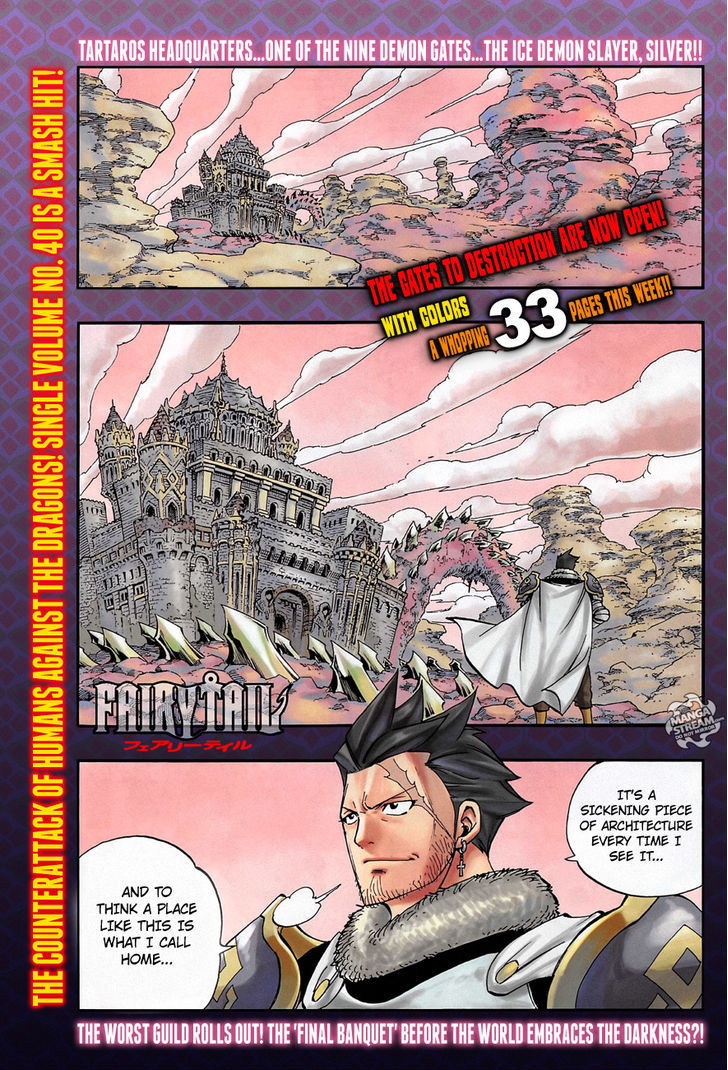 TARTAROS HEADQUARTERS...ONE OF THE NINE DEMON GATES...THE ICE DEMON SLAYER, SILVER!!
THE COUNTERATTACK OF HUMANS AGAINST THE DRAGONS! SINGLE VOLUME NO. 40 IS A SMASH HIT!
THE GATES TO DESTRUCTION ARE NOW OPEN!
WITH COLORS
A WHOPPING 33 PAGES THIS WEEK!!
FAIRY TAIL
フェアリーテイル
MANGA
STREAM.COM
DO NOT MIRROR
IT'S A
SICKENING PIECE
OF ARCHITECTURE
EVERY TIME I
SEE IT...
AND TO
THINK A PLACE
LIKE THIS IS
WHAT I CALL
HOME...
THE WORST GUILD ROLLS OUT! THE 'FINAL BANQUET' BEFORE THE WORLD EMBRACES THE DARKNESS?!